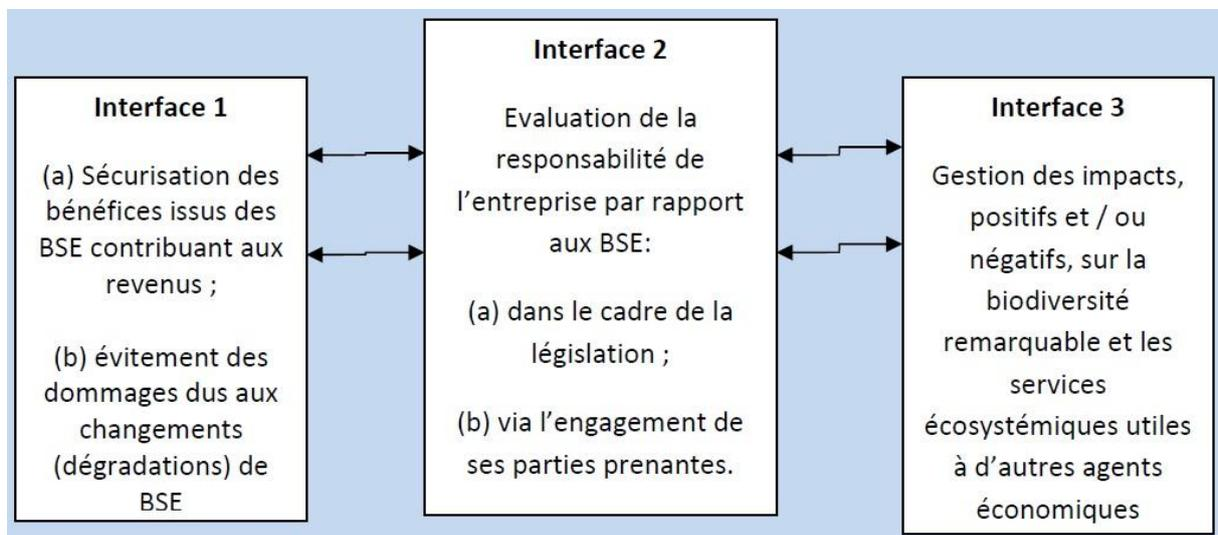 Interface 1
(a) Sécurisation des
bénéfices issus des
BSE contribuant aux
revenus ;
(b) évitement des
dommages dus aux
changements
(dégradations) de
BSE
Interface 2
Evaluation de la
responsabilité de
l’entreprise par rapport
aux BSE:
(a) dans le cadre de la
législation ;
(b) via l’engagement de
ses parties prenantes.
Interface 3
Gestion des impacts,
positifs et / ou
négatifs, sur la
biodiversité
remarquable et les
services
écosystémiques utiles
à d’autres agents
économiques